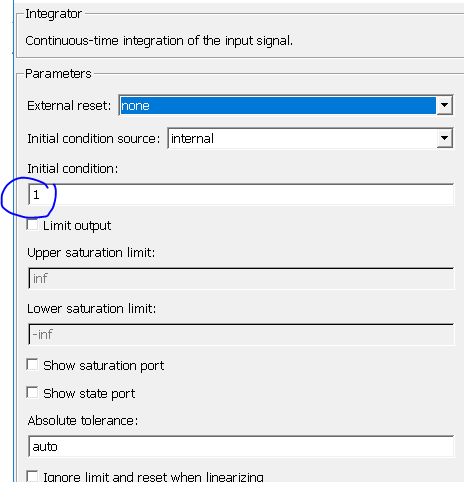 Integrator
Continuous-time integration of the input signal.
Parameters
External reset: none
Initial condition source: internal
Initial condition:
1
Limit output
Upper saturation limit:
inf
Lower saturation limit:
-inf
Show saturation port
Show state port
Absolute tolerance:
auto
Ignore limit and reset when linearizing